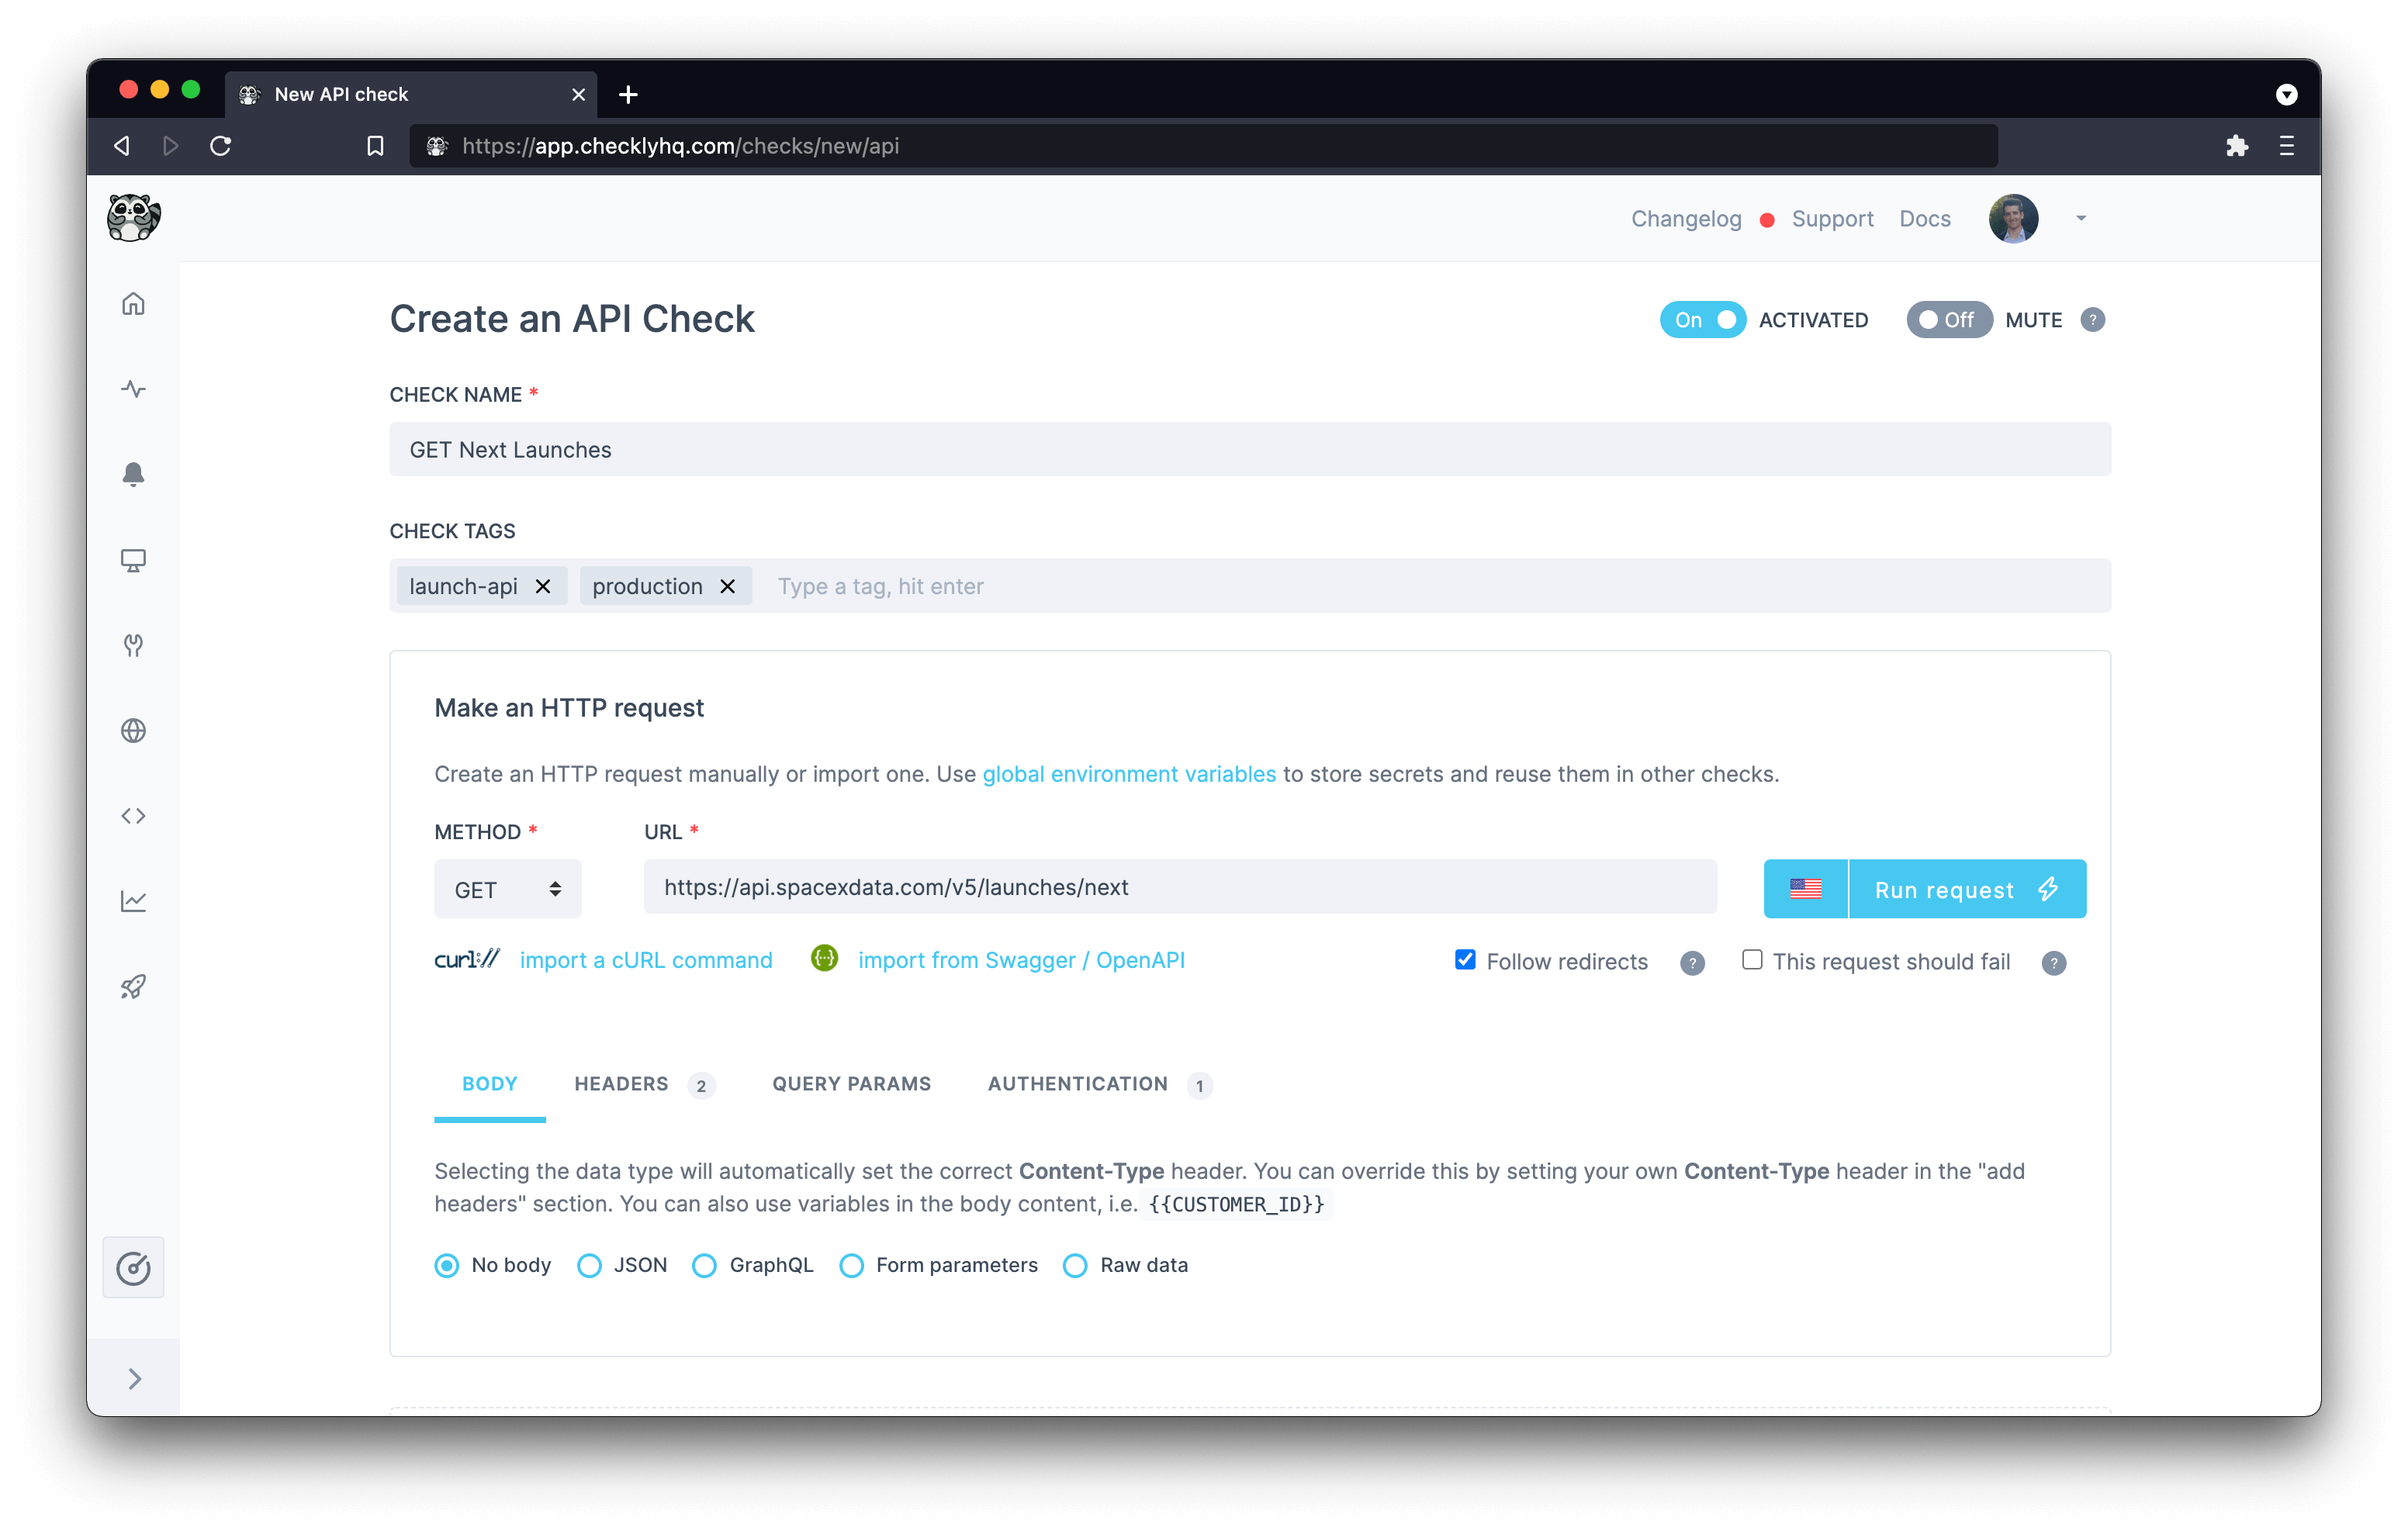 New API check
https://app.checklyhq.com/checks/new/api
Changelog Support Docs
Create an API Check
On ACTIVATED Off MUTE ?
CHECK NAME *
GET Next Launches
CHECK TAGS
launch-api production Type a tag, hit enter
Make an HTTP request
Create an HTTP request manually or import one. Use global environment variables to store secrets and reuse them in other checks.
METHOD * URL *
GET https://api.spacexdata.com/v5/launches/next Run request
curl:// import a cURL command {···} import from Swagger / OpenAPI Follow redirects ? This request should fail ?
BODY HEADERS 2 QUERY PARAMS AUTHENTICATION 1
Selecting the data type will automatically set the correct Content-Type header. You can override this by setting your own Content-Type header in the "add
headers" section. You can also use variables in the body content, i.e. {{CUSTOMER_ID}}
No body JSON GraphQL Form parameters Raw data